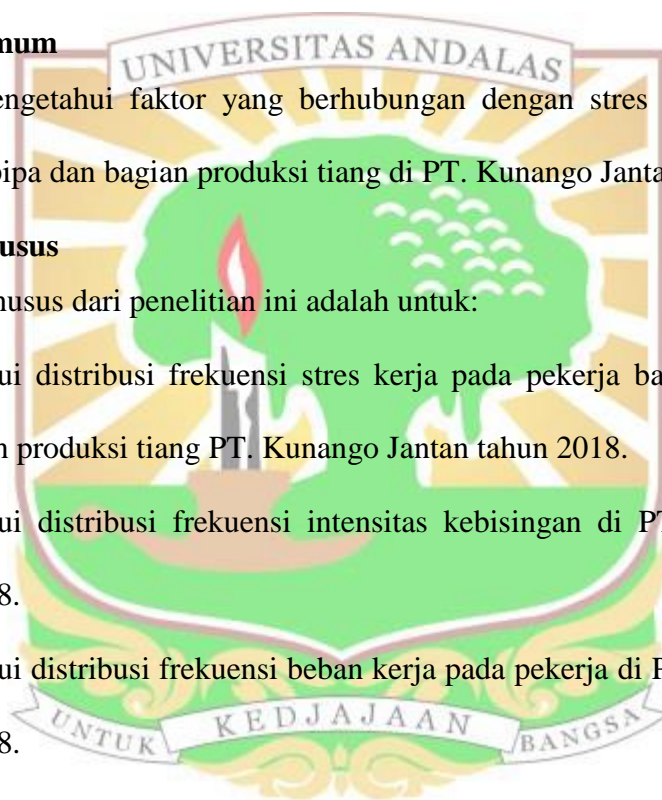 mum
UNIVERSITAS ANDALAS
engetahui faktor yang berhubungan dengan stres
pipa dan bagian produksi tiang di PT. Kunango Janta
usus
husus dari penelitian ini adalah untuk:
ui distribusi frekuensi stres kerja pada pekerja ba
n produksi tiang PT. Kunango Jantan tahun 2018.
ui distribusi frekuensi intensitas kebisingan di PT
8.
ui distribusi frekuensi beban kerja pada pekerja di P
UNTUK KEDJAJAAN BANGSA
8.